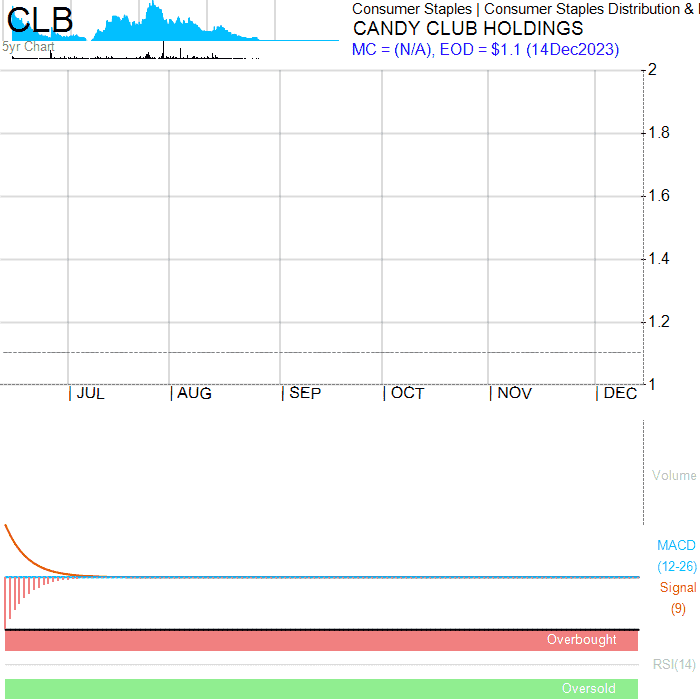 CLB
5yr Chart
Consumer Staples | Consumer Staples Distribution &
CANDY CLUB HOLDINGS
MC = (N/A), EOD = $1.1 (14Dec2023)
2
1.8
1.6
1.4
1.2
1
JUL
AUG
SEP
OCT
NOV
DEC
Volume
MACD
(12-26)
Signal
(9)
Overbought
RSI(14)
Oversold